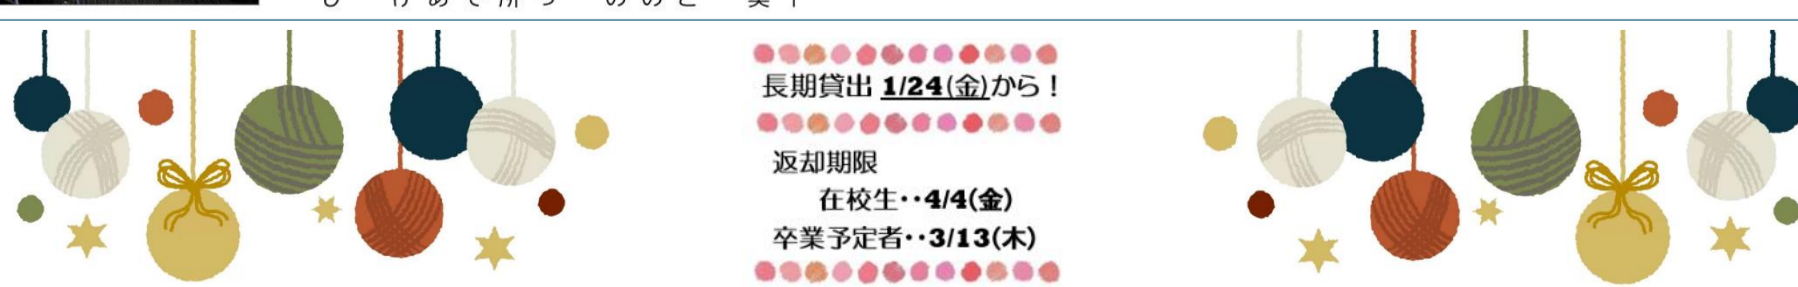 長期貸出 1/24(金)から！
返却期限
在校生・・4/4(金)
卒業予定者・・3/13(木)